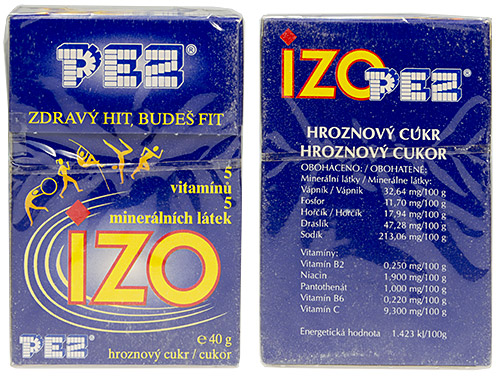 PEZ®
ZDRAVÝ HIT, BUDEŠ FIT
5
vitamínů
5
minerálních látek
iZO
℮ 40 g
PEZ®
hroznový cukr / cukor
iZO PEZ®
HROZNOVÝ CUKR
HROZNOVÝ CUKOR
OBOHACENO: / OBOHATENÉ:
Minerální látky / Minerálne látky:
Vápník / Vápnik 32,64 mg/100 g
Fosfor 11,70 mg/100 g
Hořčík / Horčík 17,94 mg/100 g
Draslík 47,28 mg/100 g
Sodík 213,06 mg/100 g
Vitamíny:
Vitamín B2 0,250 mg/100 g
Niacin 1,900 mg/100 g
Pantothenát 1,000 mg/100 g
Vitamín B6 0,220 mg/100 g
Vitamín C 9,300 mg/100 g
Energetická hodnota 1.423 kJ/100g